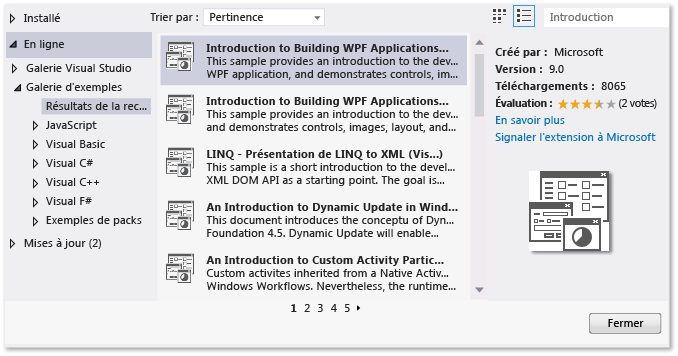 Installé
Trier par : Pertinence
Introduction
En ligne
Galerie Visual Studio
Galerie d'exemples
Résultats de la rec...
JavaScript
Visual Basic
Visual C#
Visual C++
Visual F#
Exemples de packs
Mises à jour (2)
Introduction to Building WPF Applications...
This sample provides an introduction to the dev...
WPF application, and demonstrates controls, im...
Introduction to Building WPF Applications...
This sample provides an introduction to the dev...
and demonstrates controls, images, layout, and...
LINQ - Présentation de LINQ to XML (Vis...)
This sample is a short introduction to the devel...
XML DOM API as a starting point. The goal is...
An Introduction to Dynamic Update in Wind...
This document introduces the conceptu of Dyn...
Foundation 4.5. Dynamic Update will enable...
An Introduction to Custom Activity Partic...
Custom activites inherited from a Native Activ...
Windows Workflows. Nevertheless, the runtime...
1 2 3 4 5
Créé par : Microsoft
Version : 9.0
Téléchargements : 8065
Évaluation : (2 votes)
En savoir plus
Signaler l'extension à Microsoft
Fermer